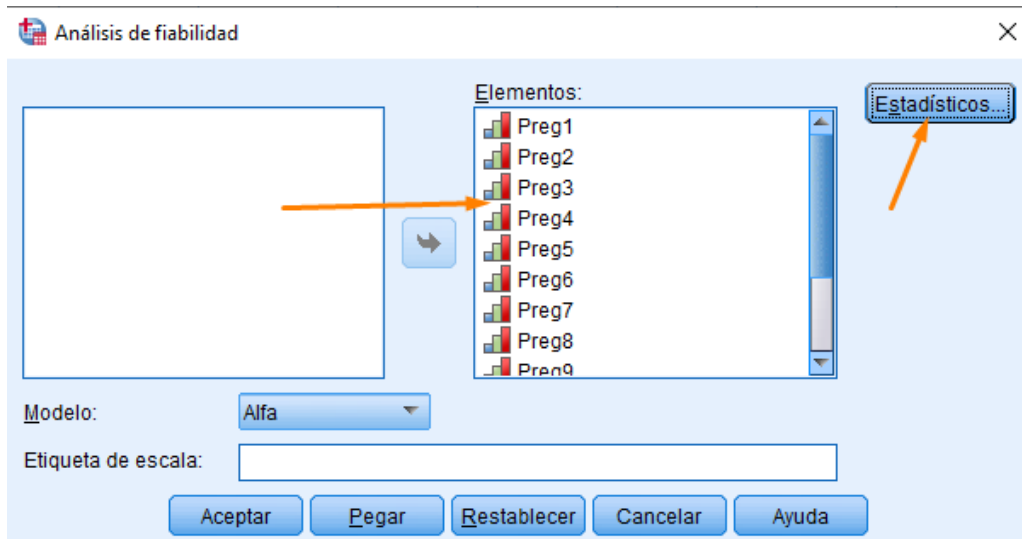 Análisis de fiabilidad
Elementos:
Estadísticos...
Preg1
Preg2
Preg3
Preg4
Preg5
Preg6
Preg7
Preg8
Preg9
Modelo:
Alfa
Etiqueta de escala:
Aceptar
Pegar
Restablecer
Cancelar
Ayuda